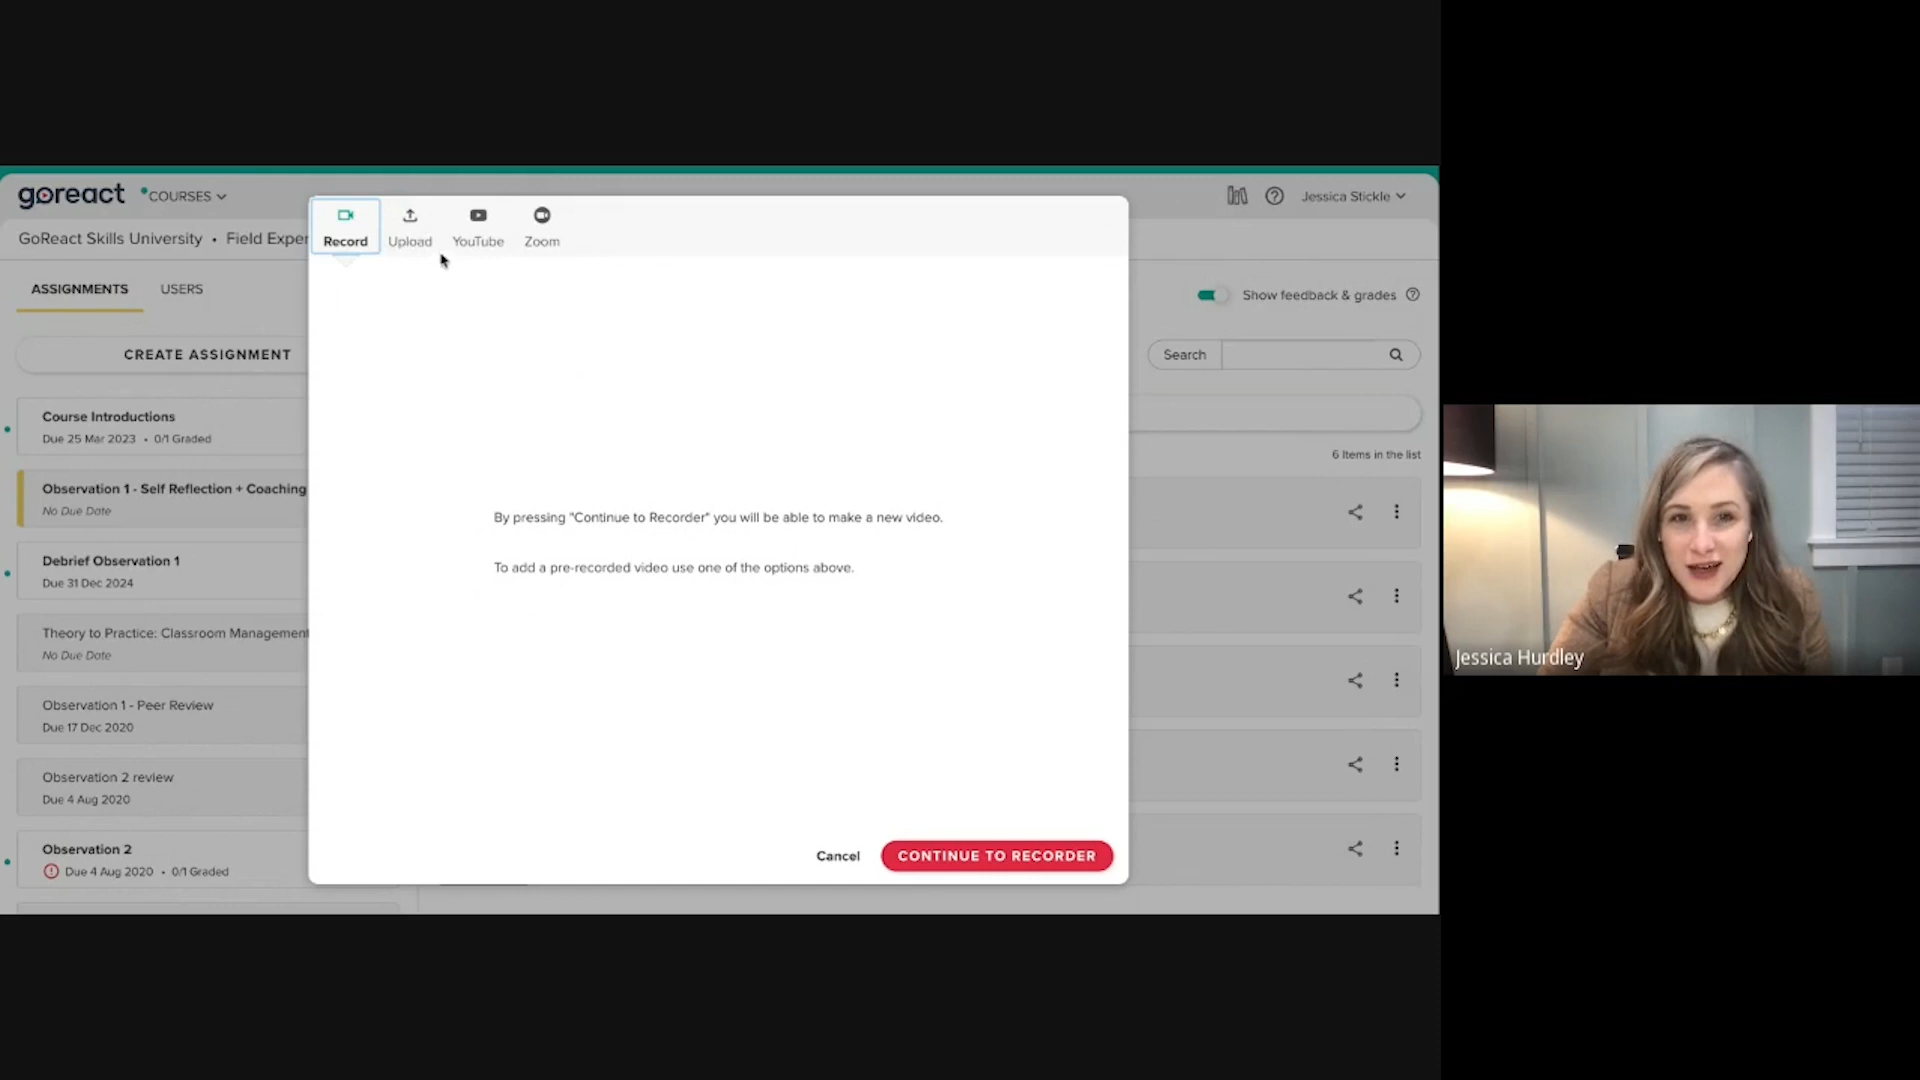 goreact
COURSES
Jessica Stickle
GoReact Skills University • Field Exper
Record
Upload
YouTube
Zoom
ASSIGNMENTS
USERS
Show feedback & grades
CREATE ASSIGNMENT
Search
Course Introductions
Due 25 Mar 2023 • 0/1 Graded
6 Items in the list
Observation 1 - Self Reflection + Coaching
No Due Date
By pressing "Continue to Recorder" you will be able to make a new video.
To add a pre-recorded video use one of the options above.
Debrief Observation 1
Due 31 Dec 2024
Theory to Practice: Classroom Management
No Due Date
Observation 1 - Peer Review
Due 17 Dec 2020
Observation 2 review
Due 4 Aug 2020
Observation 2
Due 4 Aug 2020 • 0/1 Graded
Cancel
CONTINUE TO RECORDER
Jessica Hurdley